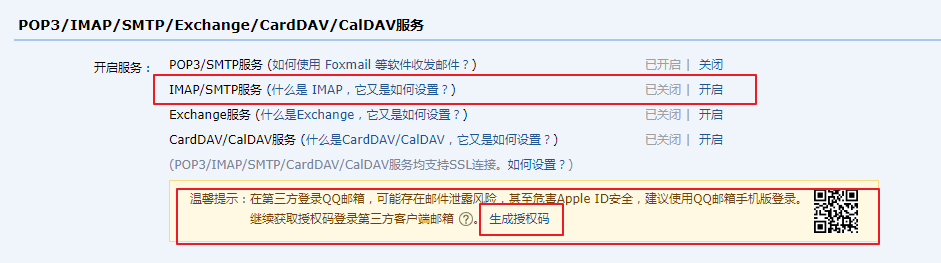 POP3/IMAP/SMTP/Exchange/CardDAV/CalDAV服务
开启服务： POP3/SMTP服务 (如何使用 Foxmail 等软件收发邮件？) 已开启 | 关闭
IMAP/SMTP服务 (什么是 IMAP，它又是如何设置？) 已关闭 | 开启
Exchange服务 (什么是Exchange，它又是如何设置？) 已关闭 | 开启
CardDAV/CalDAV服务 (什么是CardDAV/CalDAV，它又是如何设置？) 已关闭 | 开启
(POP3/IMAP/SMTP/CardDAV/CalDAV服务均支持SSL连接。如何设置？)
温馨提示：在第三方登录QQ邮箱，可能存在邮件泄露风险，甚至危害Apple ID安全，建议使用QQ邮箱手机版登录。
继续获取授权码登录第三方客户端邮箱 ?。 生成授权码